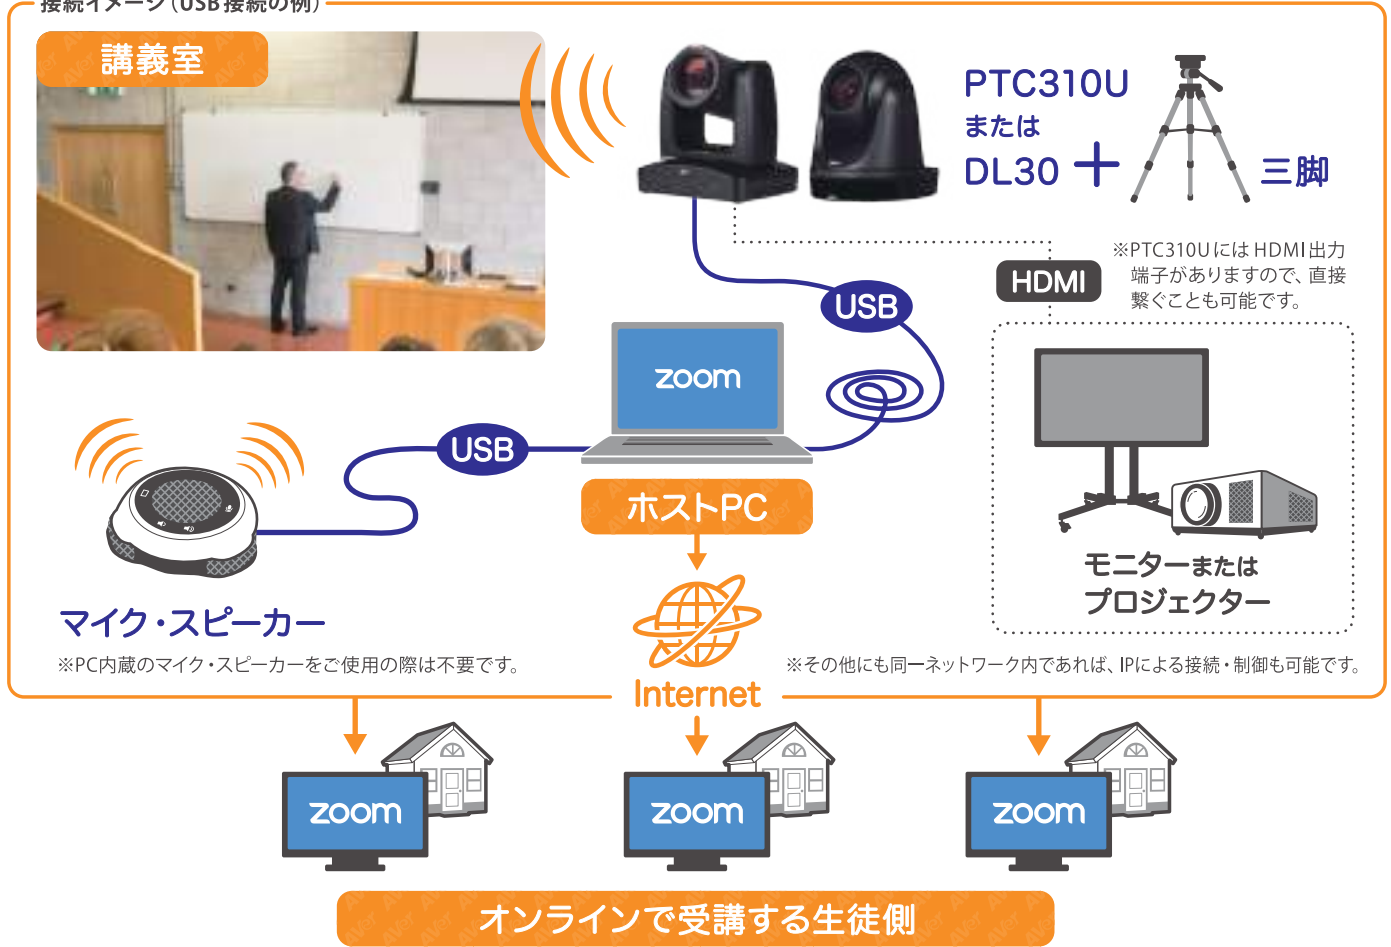 接続イメージ（USB接続の例）
講義室
PTC310U
または
DL30
三脚
※PTC310UにはHDMI出力
端子がありますので、直接
繋ぐことも可能です。
HDMI
USB
zoom
USB
ホストPC
モニターまたは
プロジェクター
マイク・スピーカー
※PC内蔵のマイク・スピーカーをご使用の際は不要です。
※その他にも同一ネットワーク内であれば、IPによる接続・制御も可能です。
Internet
zoom
zoom
zoom
オンラインで受講する生徒側